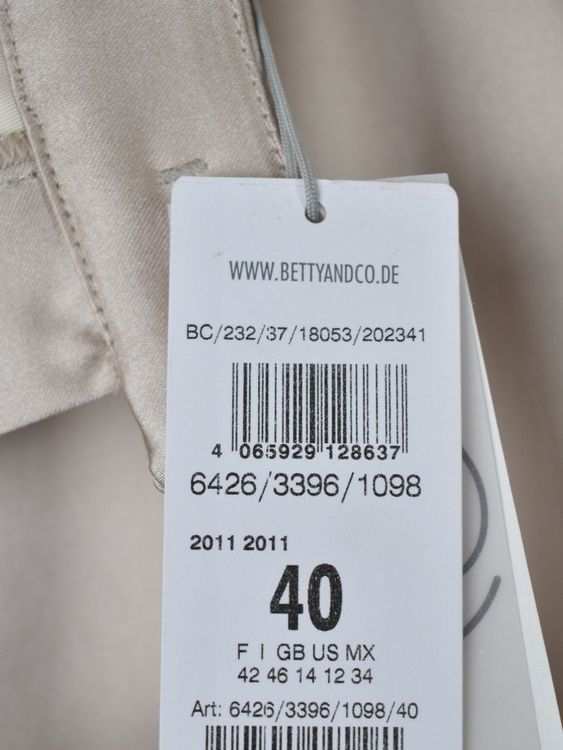 WWW.BETTYANDCO.DE
BC/232/37/18053/202341
4 065929 128637
6426/3396/1098
2011 2011
40
F I GB US MX
42 46 14 12 34
Art: 6426/3396/1098/40